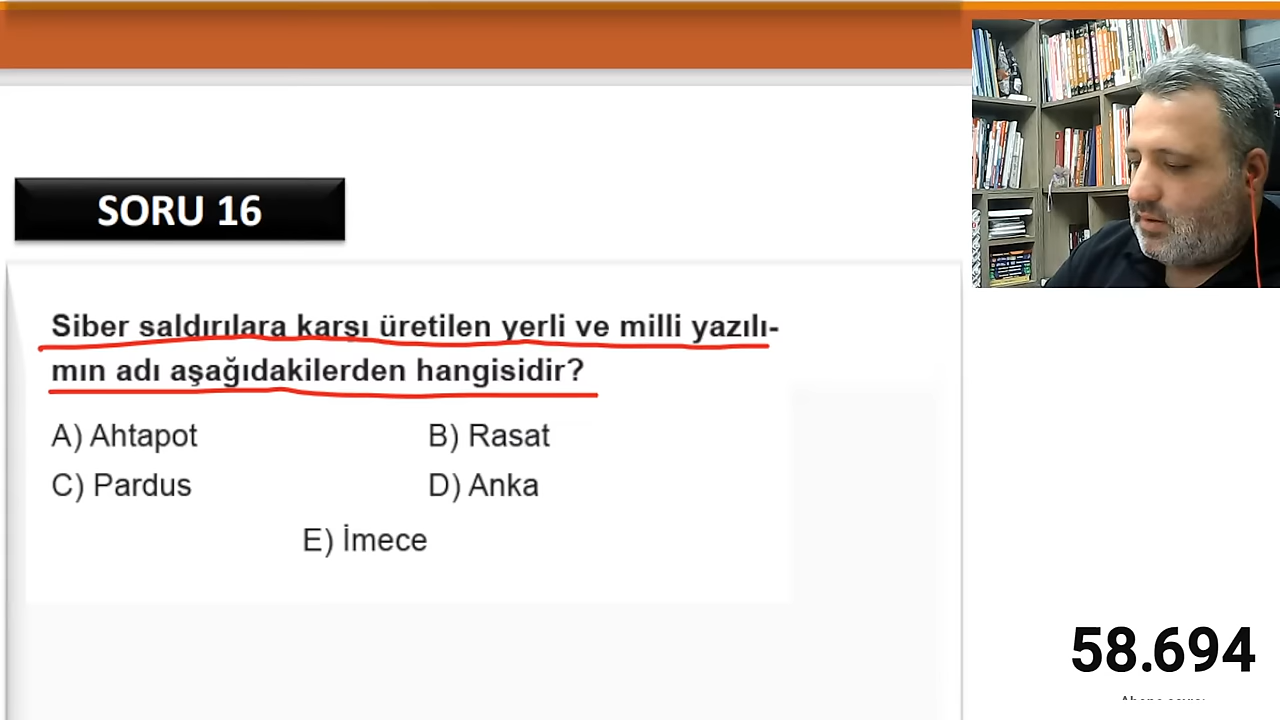 SORU 16
Siber saldırılara karşı üretilen yerli ve milli yazılı-
mın adı aşağıdakilerden hangisidir?
A) Ahtapot
B) Rasat
C) Pardus
D) Anka
E) İmece
58.694